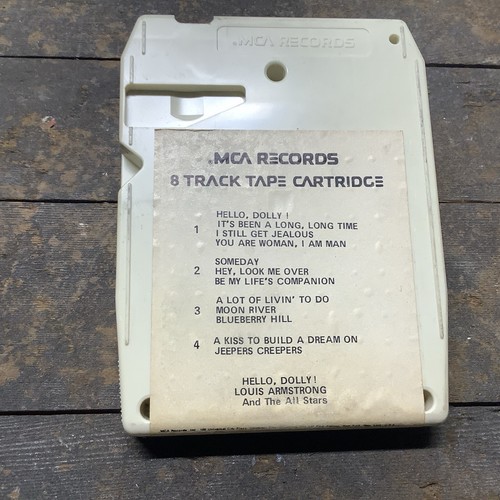 MCA RECORDS
MCA RECORDS
8 TRACK TAPE CARTRIDGE
1
HELLO, DOLLY !
IT'S BEEN A LONG, LONG TIME
I STILL GET JEALOUS
YOU ARE WOMAN, I AM MAN
2
SOMEDAY
HEY, LOOK ME OVER
BE MY LIFE'S COMPANION
3
A LOT OF LIVIN' TO DO
MOON RIVER
BLUEBERRY HILL
4
A KISS TO BUILD A DREAM ON
JEEPERS CREEPERS
HELLO, DOLLY !
LOUIS ARMSTRONG
And The All Stars